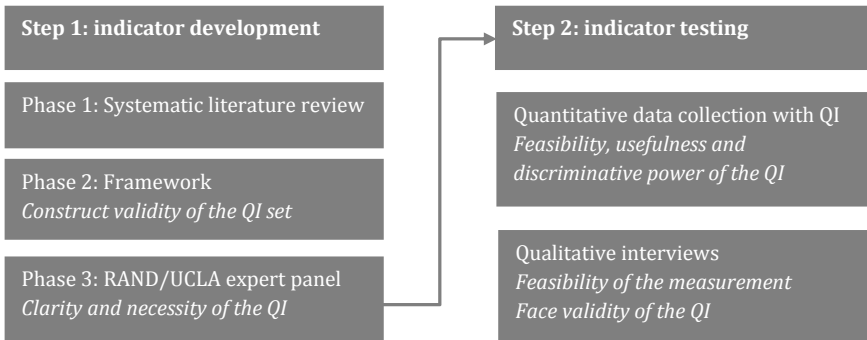 Step 1: indicator development
Phase 1: Systematic literature review
Phase 2: Framework
Construct validity of the QI set
Phase 3: RAND/UCLA expert panel
Clarity and necessity of the QI
Step 2: indicator testing
Quantitative data collection with QI
Feasibility, usefulness and
discriminative power of the QI
Qualitative interviews
Feasibility of the measurement
Face validity of the QI